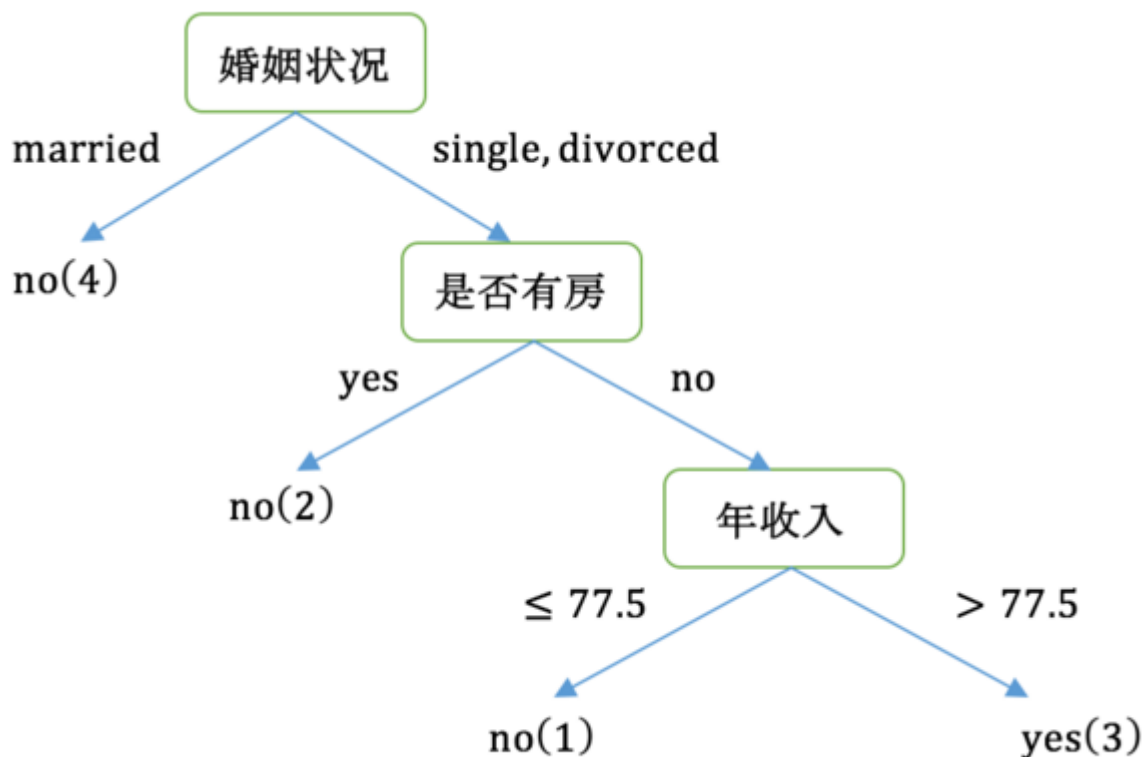 婚姻状况
married
single, divorced
no(4)
是否有房
yes
no
no(2)
年收入
≤ 77.5
> 77.5
no(1)
yes(3)